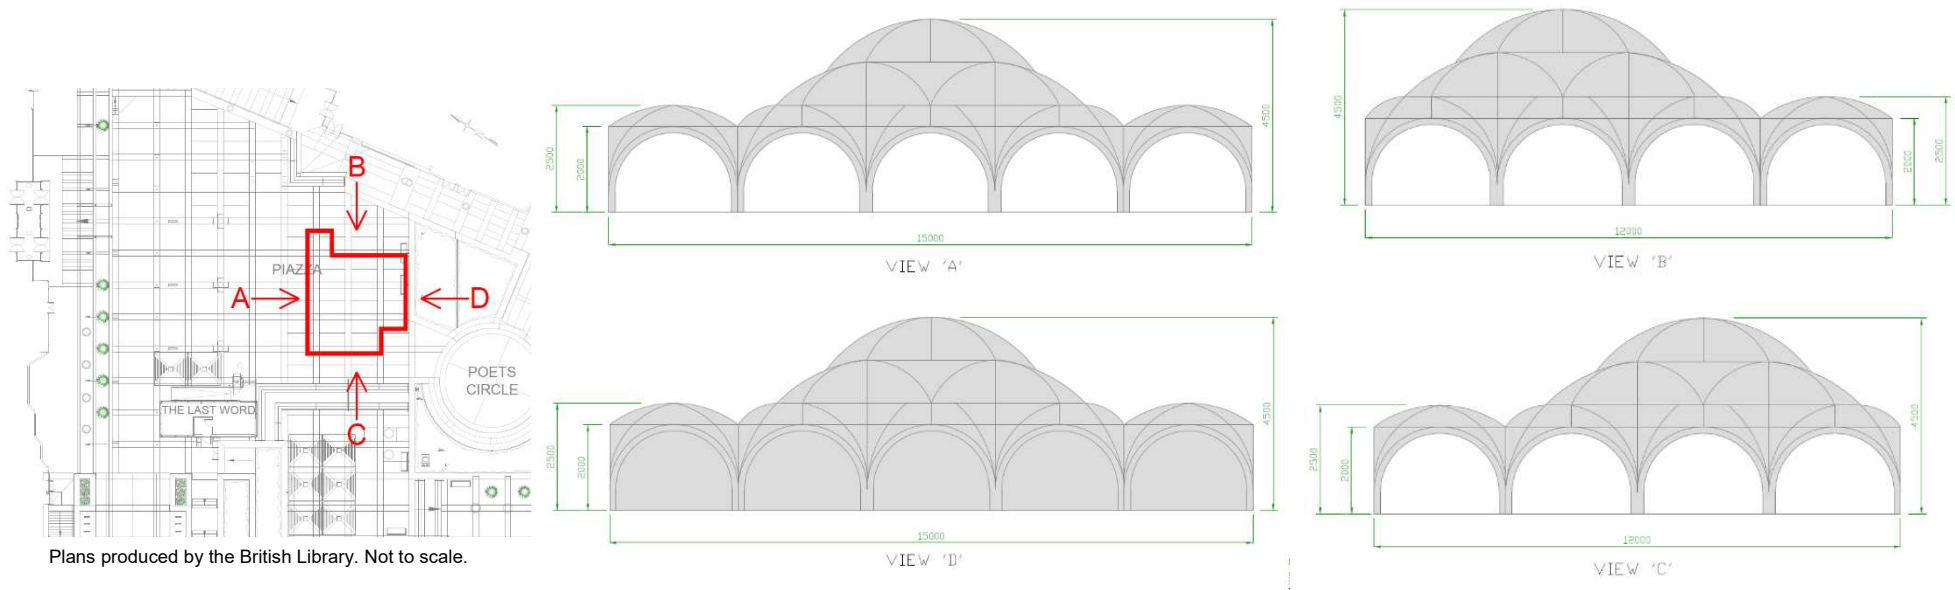 B
PIAZZA
A
D
POETS
CIRCLE
THE LAST WORD
C
Plans produced by the British Library. Not to scale.
2500
2000
4500
15000
VIEW 'A'
4500
2000
2500
12000
VIEW 'B'
2500
2000
4500
15000
VIEW 'D'
2500
2000
4500
12000
VIEW 'C'